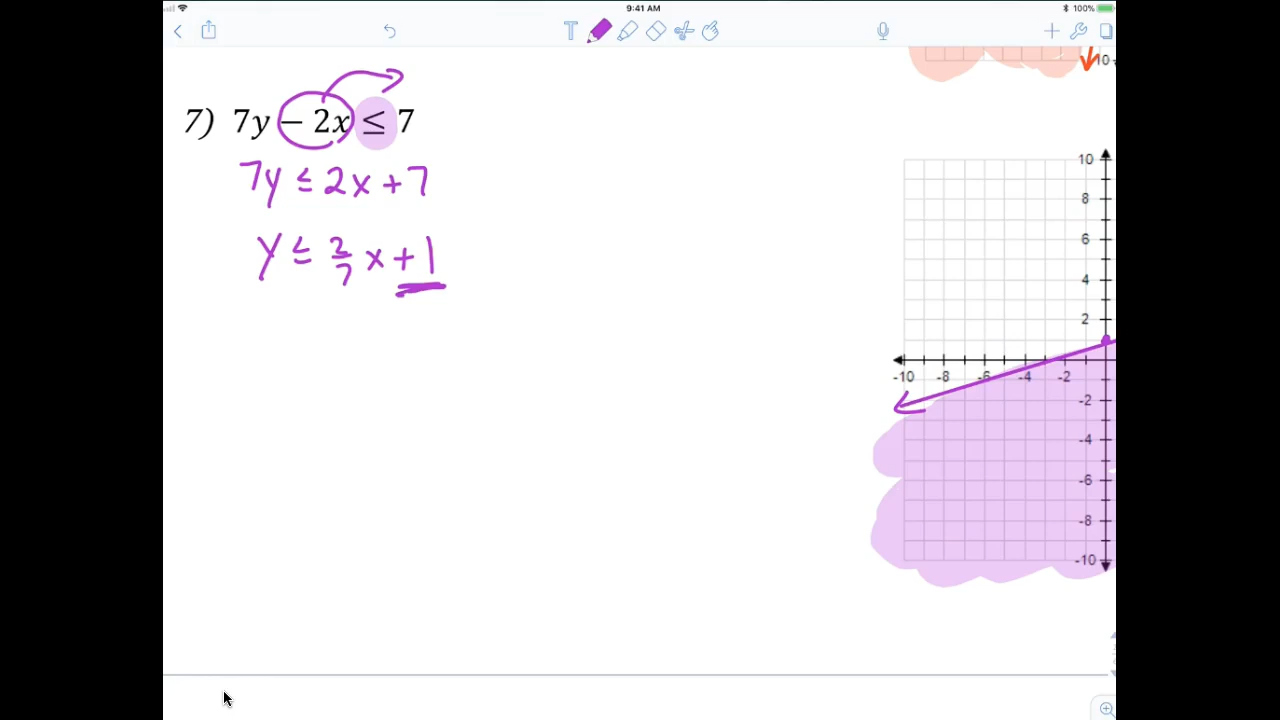 9:41 AM
100%
T
10
7) 7y − 2x ≤ 7
7y ≤ 2x + 7
y ≤ 2/7 x + 1
10
8
6
4
2
-10 -8 -6 -4 -2
-2
-4
-6
-8
-10